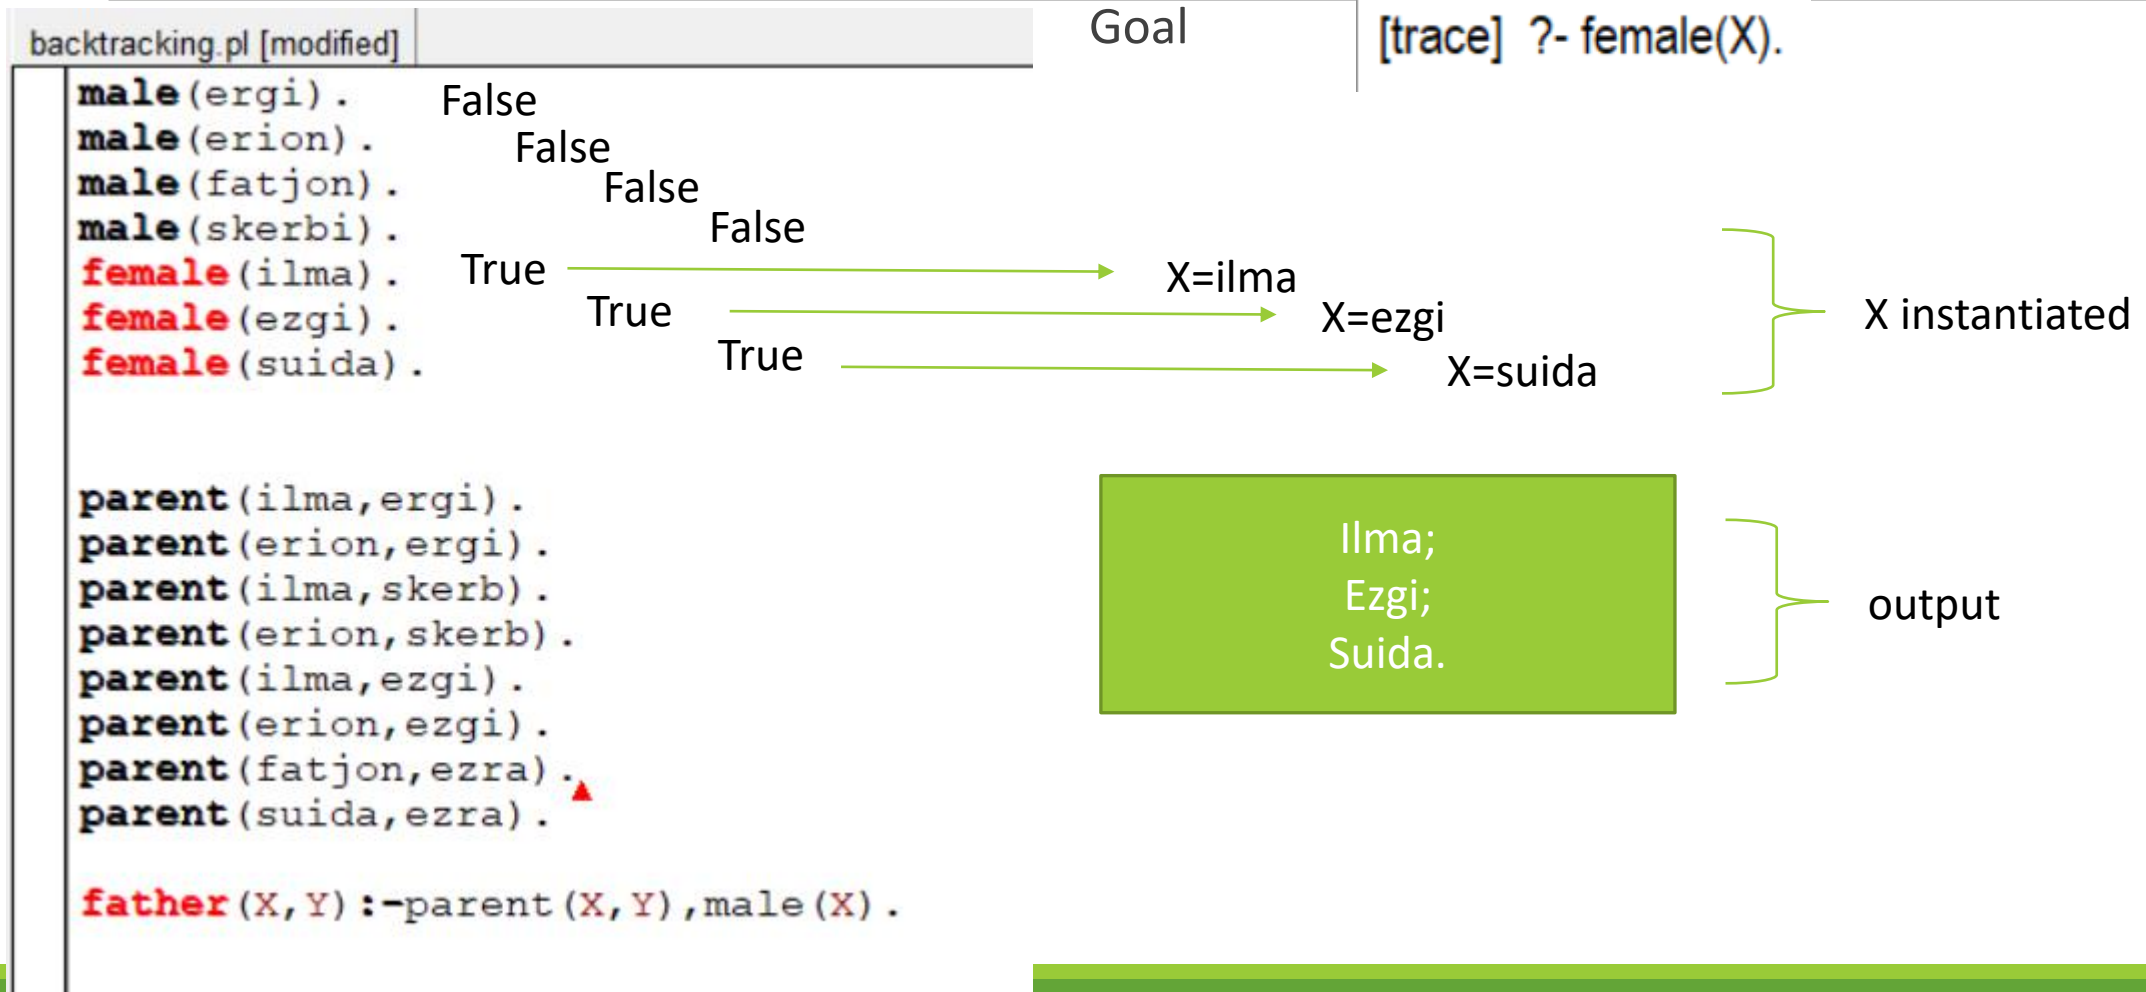 backtracking.pl [modified]
Goal
[trace] ?- female(X).
male(ergi). False
male(erion). False
male(fatjon). False
male(skerbi). False
female(ilma). True X=ilma
female(ezgi). True X=ezgi
female(suida). True X=suida
X instantiated
parent(ilma,ergi).
parent(erion,ergi).
parent(ilma,skerb).
parent(erion,skerb).
parent(ilma,ezgi).
parent(erion,ezgi).
parent(fatjon,ezra).
parent(suida,ezra).
father(X,Y):-parent(X,Y),male(X).
Ilma;
Ezgi;
Suida.
output